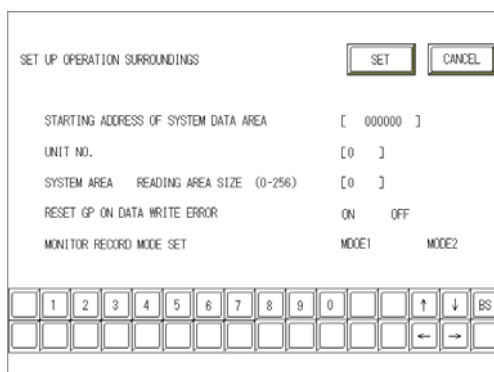 SET UP OPERATION SURROUNDINGS SET CANCEL
STARTING ADDRESS OF SYSTEM DATA AREA [ 000000 ]
UNIT NO. [0 ]
SYSTEM AREA READING AREA SIZE (0-256) [0 ]
RESET GP ON DATA WRITE ERROR ON OFF
MONITOR RECORD MODE SET MDOE1 MODE2
1 2 3 4 5 6 7 8 9 0 ↑ ↓ BS
← →